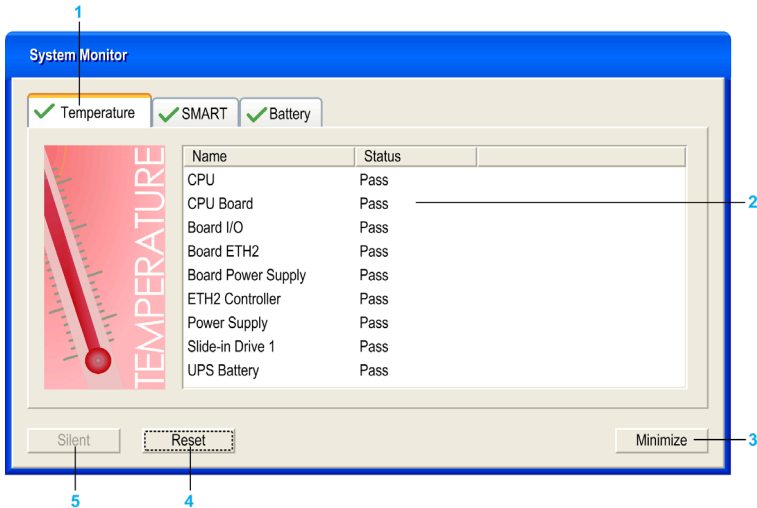 1
System Monitor
Temperature SMART Battery
TEMPERATURE
Name Status
CPU Pass
CPU Board Pass
2
Board I/O Pass
Board ETH2 Pass
Board Power Supply Pass
ETH2 Controller Pass
Power Supply Pass
Slide-in Drive 1 Pass
UPS Battery Pass
Silent Reset Minimize 3
5 4